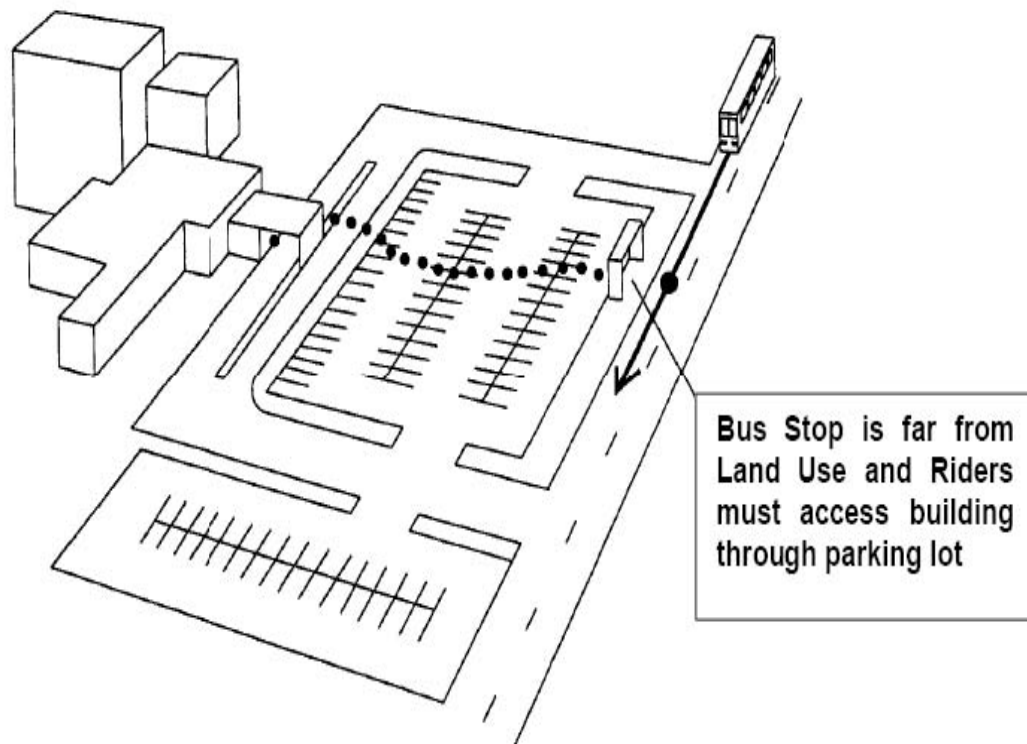 Bus Stop is far from
Land Use and Riders
must access building
through parking lot